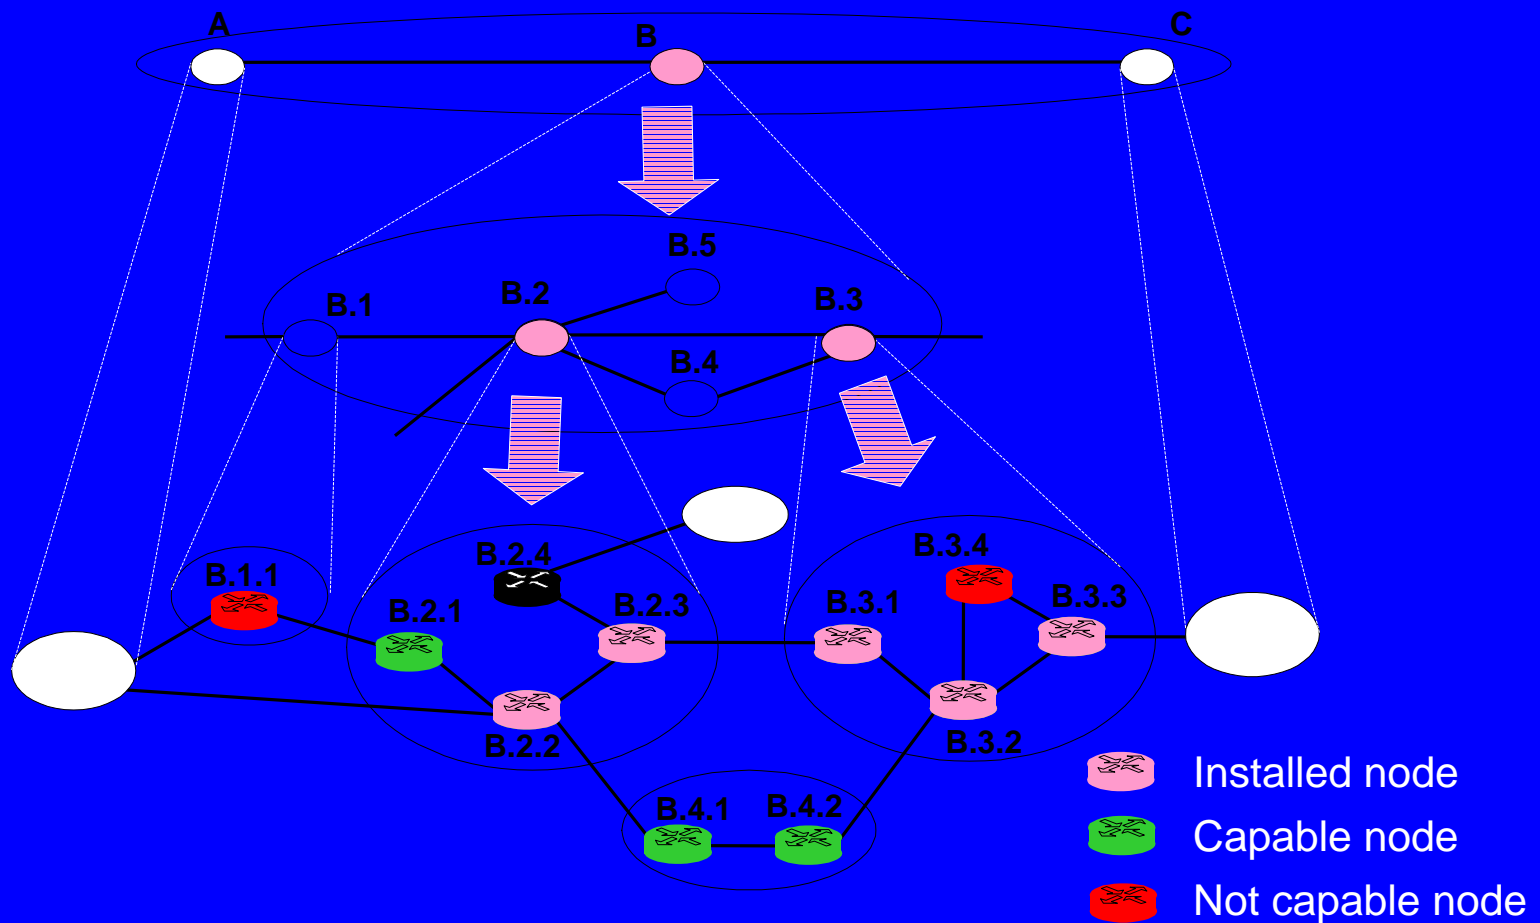 A
B
C
B.5
B.1
B.2
B.3
B.4
B.2.4
B.3.4
B.1.1
B.2.1
B.2.3
B.3.1
B.3.3
B.2.2
B.3.2
B.4.1
B.4.2
Installed node
Capable node
Not capable node